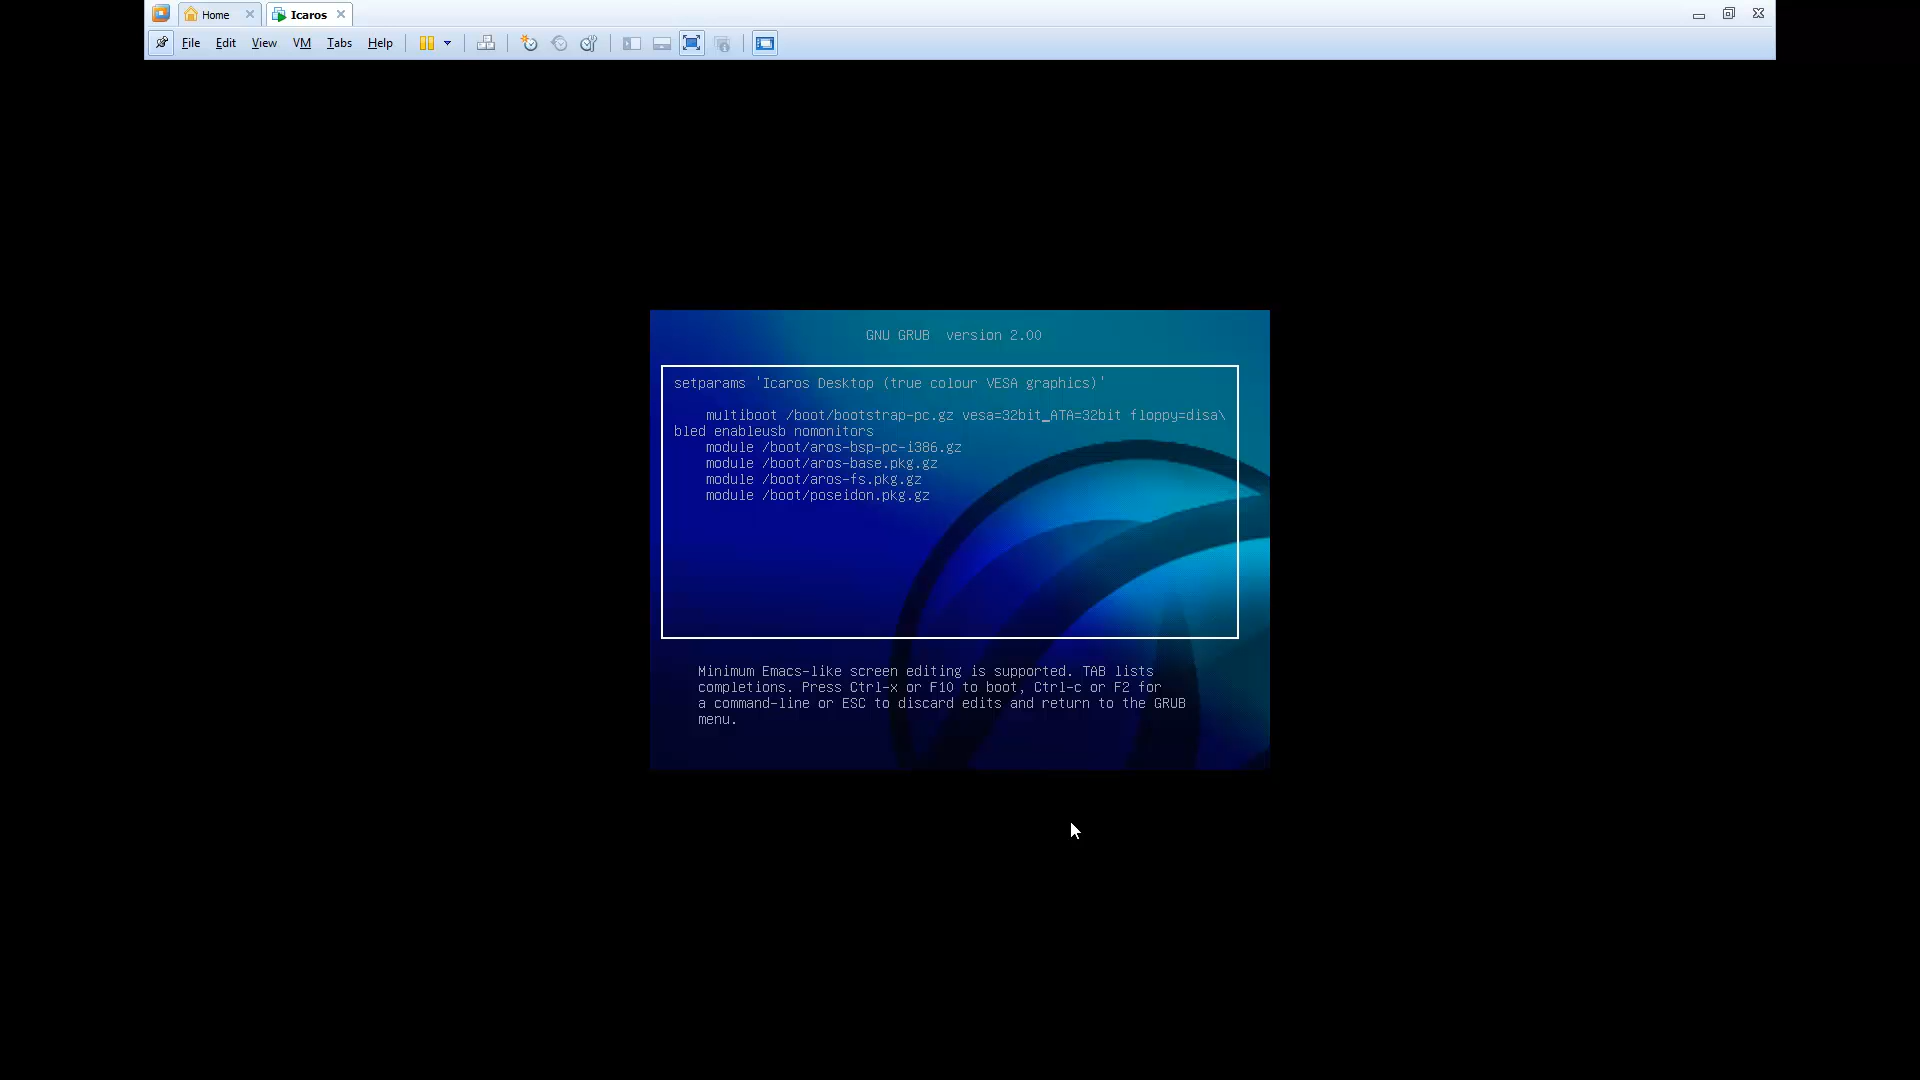 Home
Icaros
File Edit View VM Tabs Help
GNU GRUB version 2.00
setparams 'Icaros Desktop (true colour VESA graphics)'
multiboot /boot/bootstrap-pc.gz vesa=32bit_ATA=32bit floppy=disa\
bled enableusb nomonitors
module /boot/aros-bsp-pc-i386.gz
module /boot/aros-base.pkg.gz
module /boot/aros-fs.pkg.gz
module /boot/poseidon.pkg.gz
Minimum Emacs-like screen editing is supported. TAB lists
completions. Press Ctrl-x or F10 to boot, Ctrl-c or F2 for
a command-line or ESC to discard edits and return to the GRUB
menu.